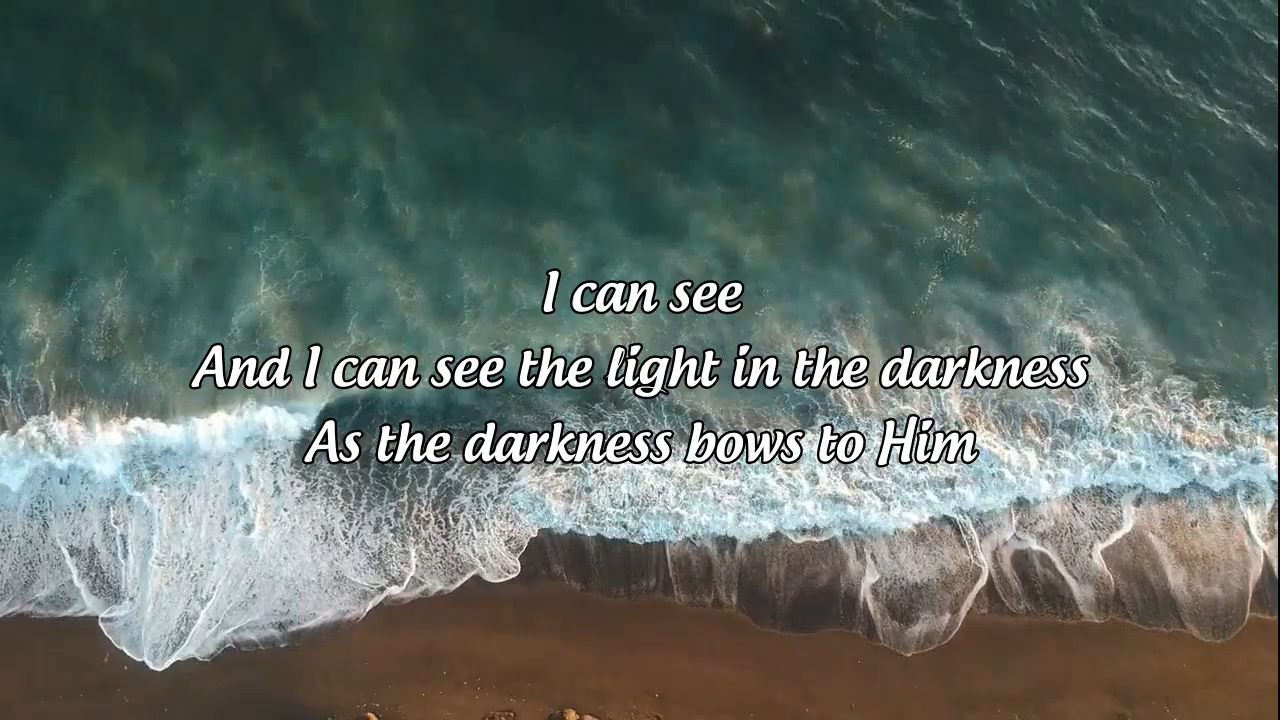 I can see
And I can see the light in the darkness
As the darkness bows to Him